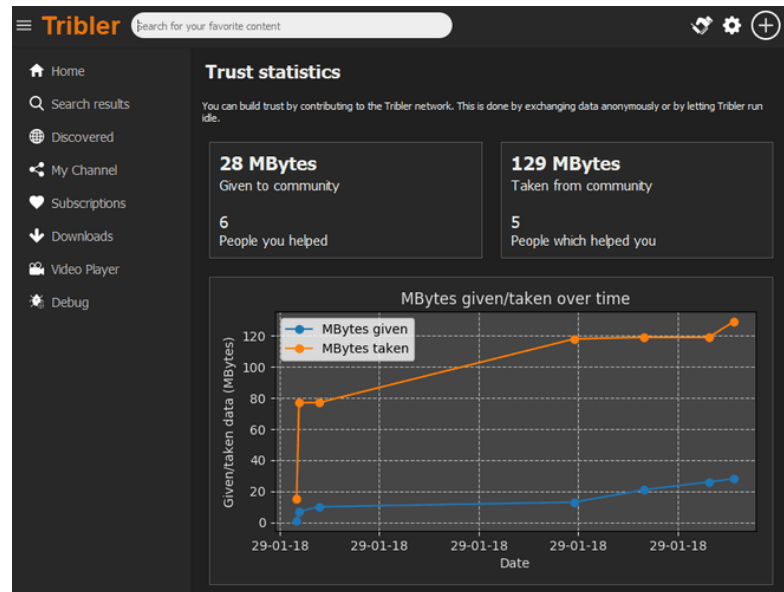 Tribler
Search for your favorite content
Home
Search results
Discovered
My Channel
Subscriptions
Downloads
Video Player
Debug
Trust statistics
You can build trust by contributing to the Tribler network. This is done by exchanging data anonymously or by letting Tribler run
idle.
28 MBytes
Given to community
6
People you helped
129 MBytes
Taken from community
5
People which helped you
MBytes given/taken over time
MBytes given
MBytes taken
Given/taken data (MBytes)
120
100
80
60
40
20
0
29-01-18 29-01-18 29-01-18 29-01-18 29-01-18
Date